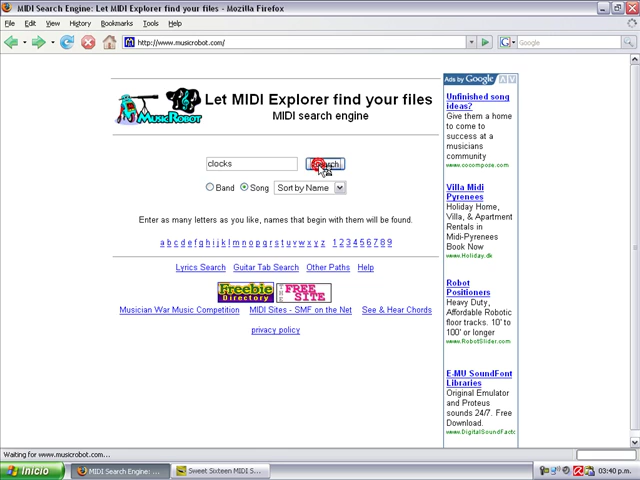 MIDI Search Engine: Let MIDI Explorer find your files - Mozilla Firefox
File Edit View History Bookmarks Tools Help
http://www.musicrobot.com/
Google
MUSICROBOT
Let MIDI Explorer find your files
MIDI search engine
clocks
Band Song Sort by Name
Enter as many letters as you like, names that begin with them will be found.
a b c d e f g h i j k l m n o p q r s t u v w x y z 1 2 3 4 5 6 7 8 9
Lyrics Search Guitar Tab Search Other Paths Help
Freebie Directory THE FREE SITE
Musician War Music Competition MIDI Sites - SMF on the Net See & Hear Chords
privacy policy
Ads by Google
Unfinished song
ideas?
Give them a home
to come to
success at a
musicians
community
www.cocompose.com
Villa Midi
Pyrenees
Holiday Home,
Villa, & Apartment
Rentals in
Midi-Pyrenees
Book Now
www.Holiday.dk
Robot
Positioners
Heavy Duty,
Affordable Robotic
floor tracks. 10' to
100' or longer
www.RobotSlider.com
E-MU SoundFont
Libraries
Original Emulator
and Proteus
sounds 24/7. Free
Download.
www.DigitalSoundFacto
Waiting for www.musicrobot.com...
Inicio MIDI Search Engine: ... Sweet Sixteen MIDI S... 03:40 p.m.